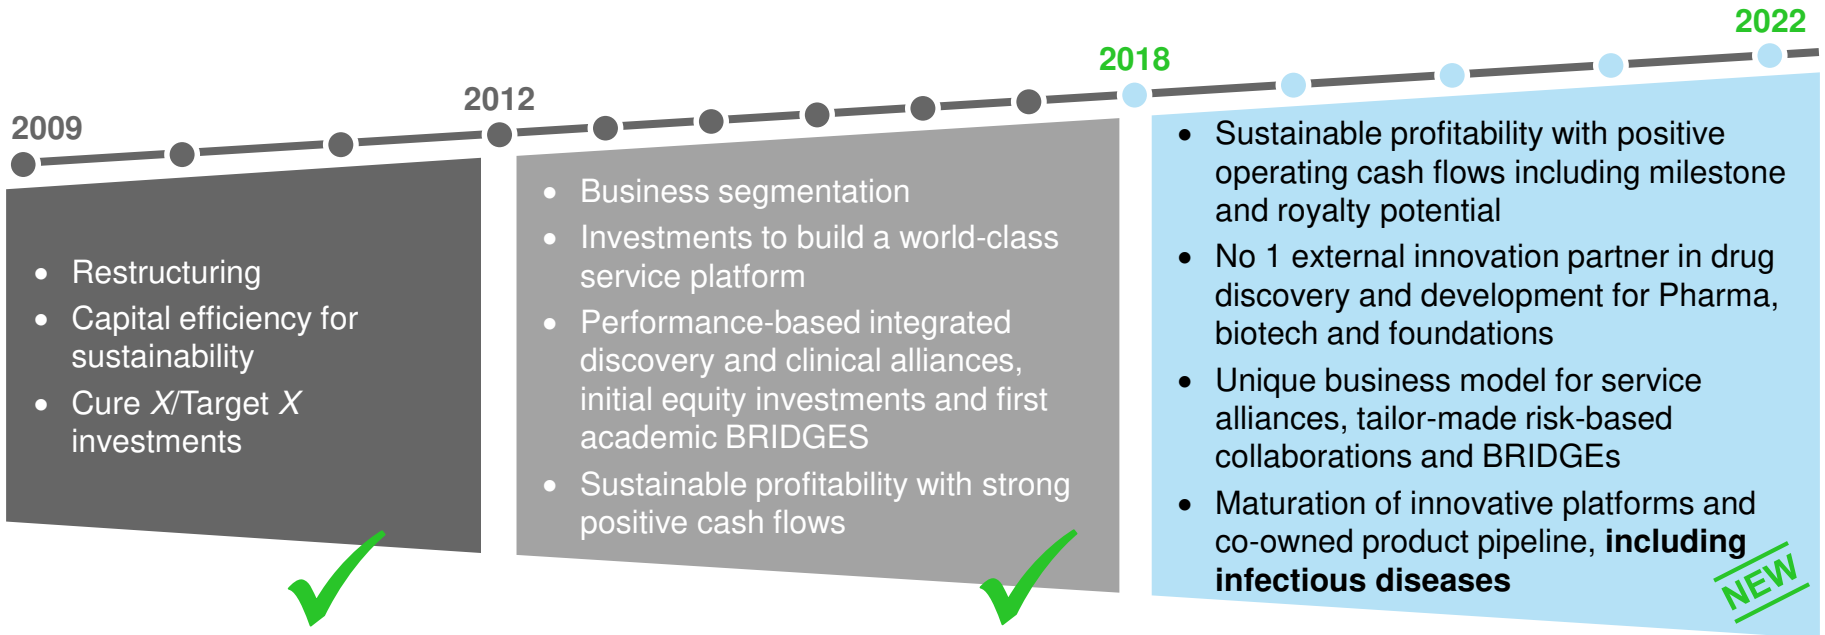 2009
2012
2018
2022
• Restructuring
• Capital efficiency for
sustainability
• Cure X/Target X
investments
• Business segmentation
• Investments to build a world-class
service platform
• Performance-based integrated
discovery and clinical alliances,
initial equity investments and first
academic BRIDGES
• Sustainable profitability with strong
positive cash flows
• Sustainable profitability with positive
operating cash flows including milestone
and royalty potential
• No 1 external innovation partner in drug
discovery and development for Pharma,
biotech and foundations
• Unique business model for service
alliances, tailor-made risk-based
collaborations and BRIDGEs
• Maturation of innovative platforms and
co-owned product pipeline, including
infectious diseases
NEW